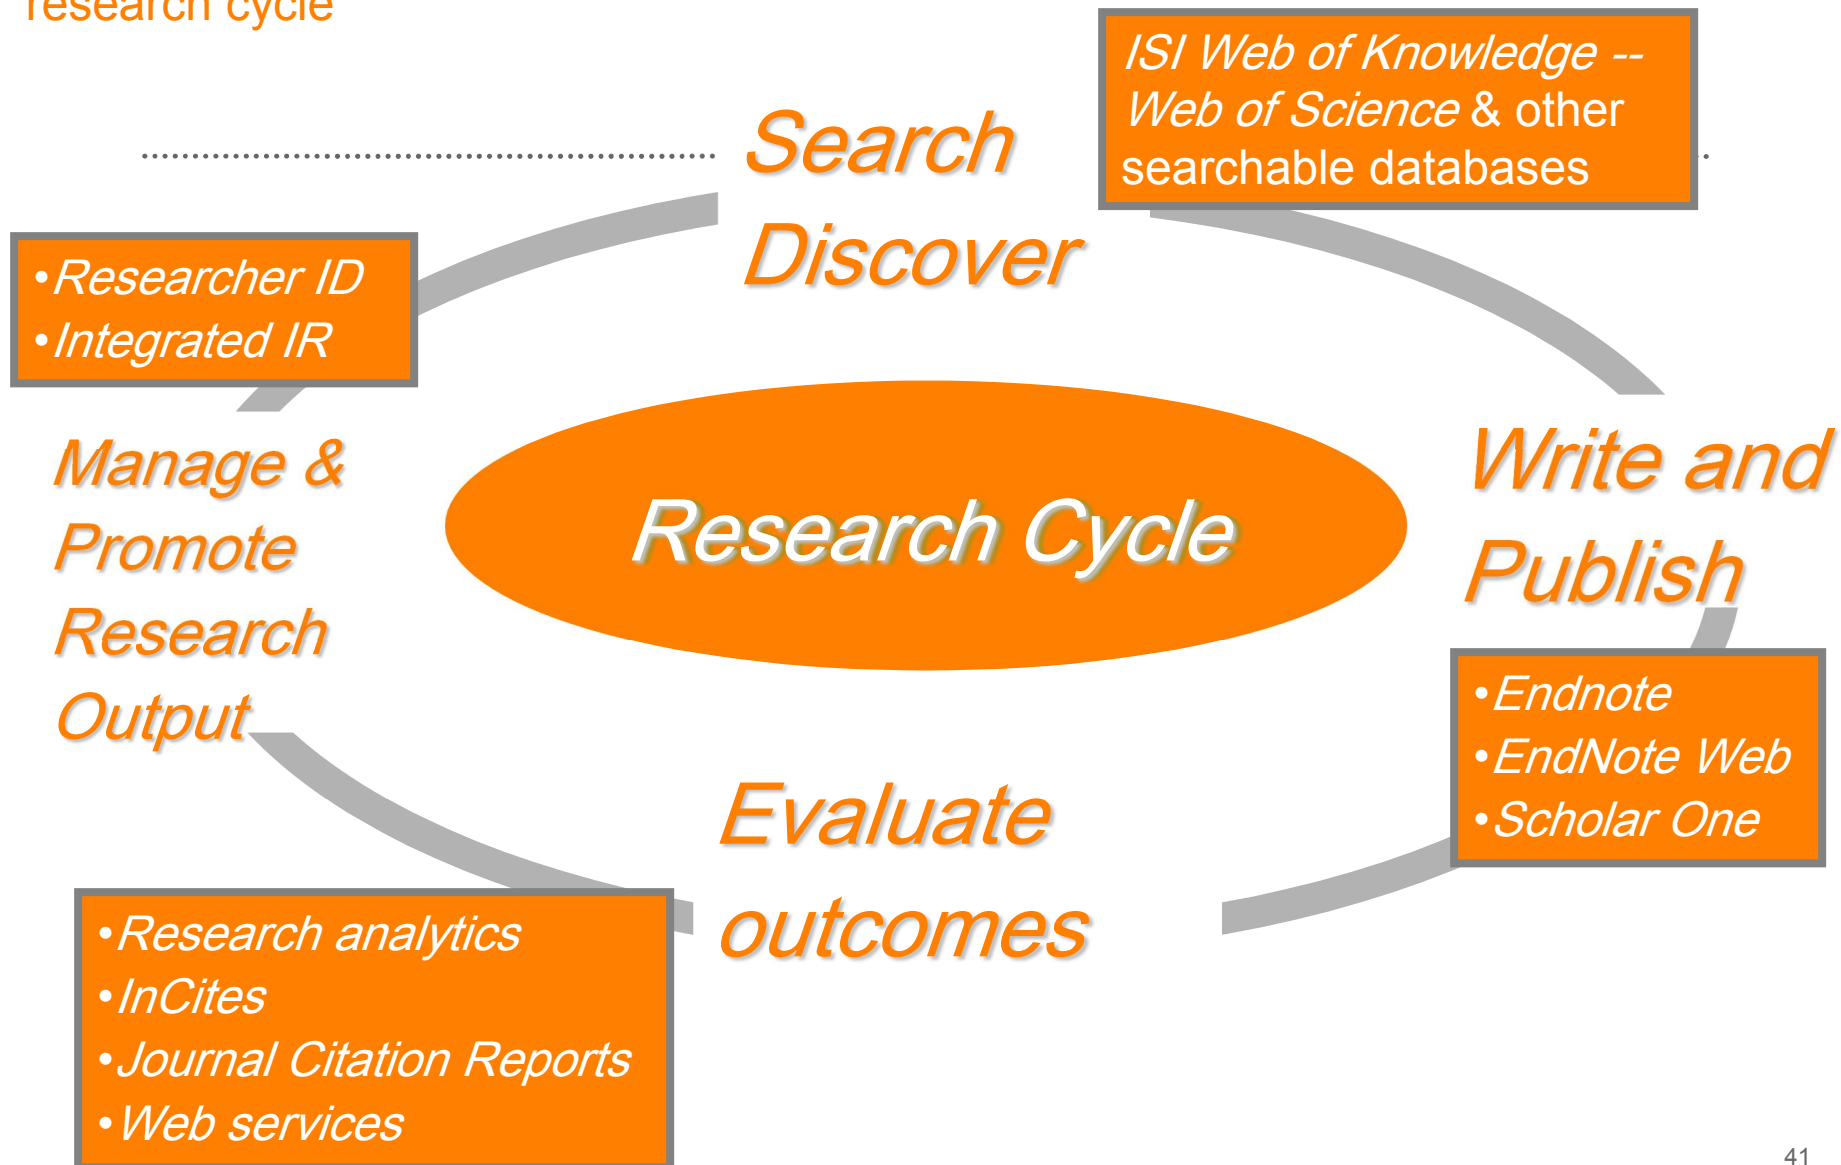 research cycle
ISI Web of Knowledge --
Web of Science & other
searchable databases
Search
Discover
•Researcher ID
•Integrated IR
Manage &
Promote
Research
Output
Research Cycle
Write and
Publish
•Endnote
•EndNote Web
•Scholar One
Evaluate
outcomes
•Research analytics
•InCites
•Journal Citation Reports
•Web services
41